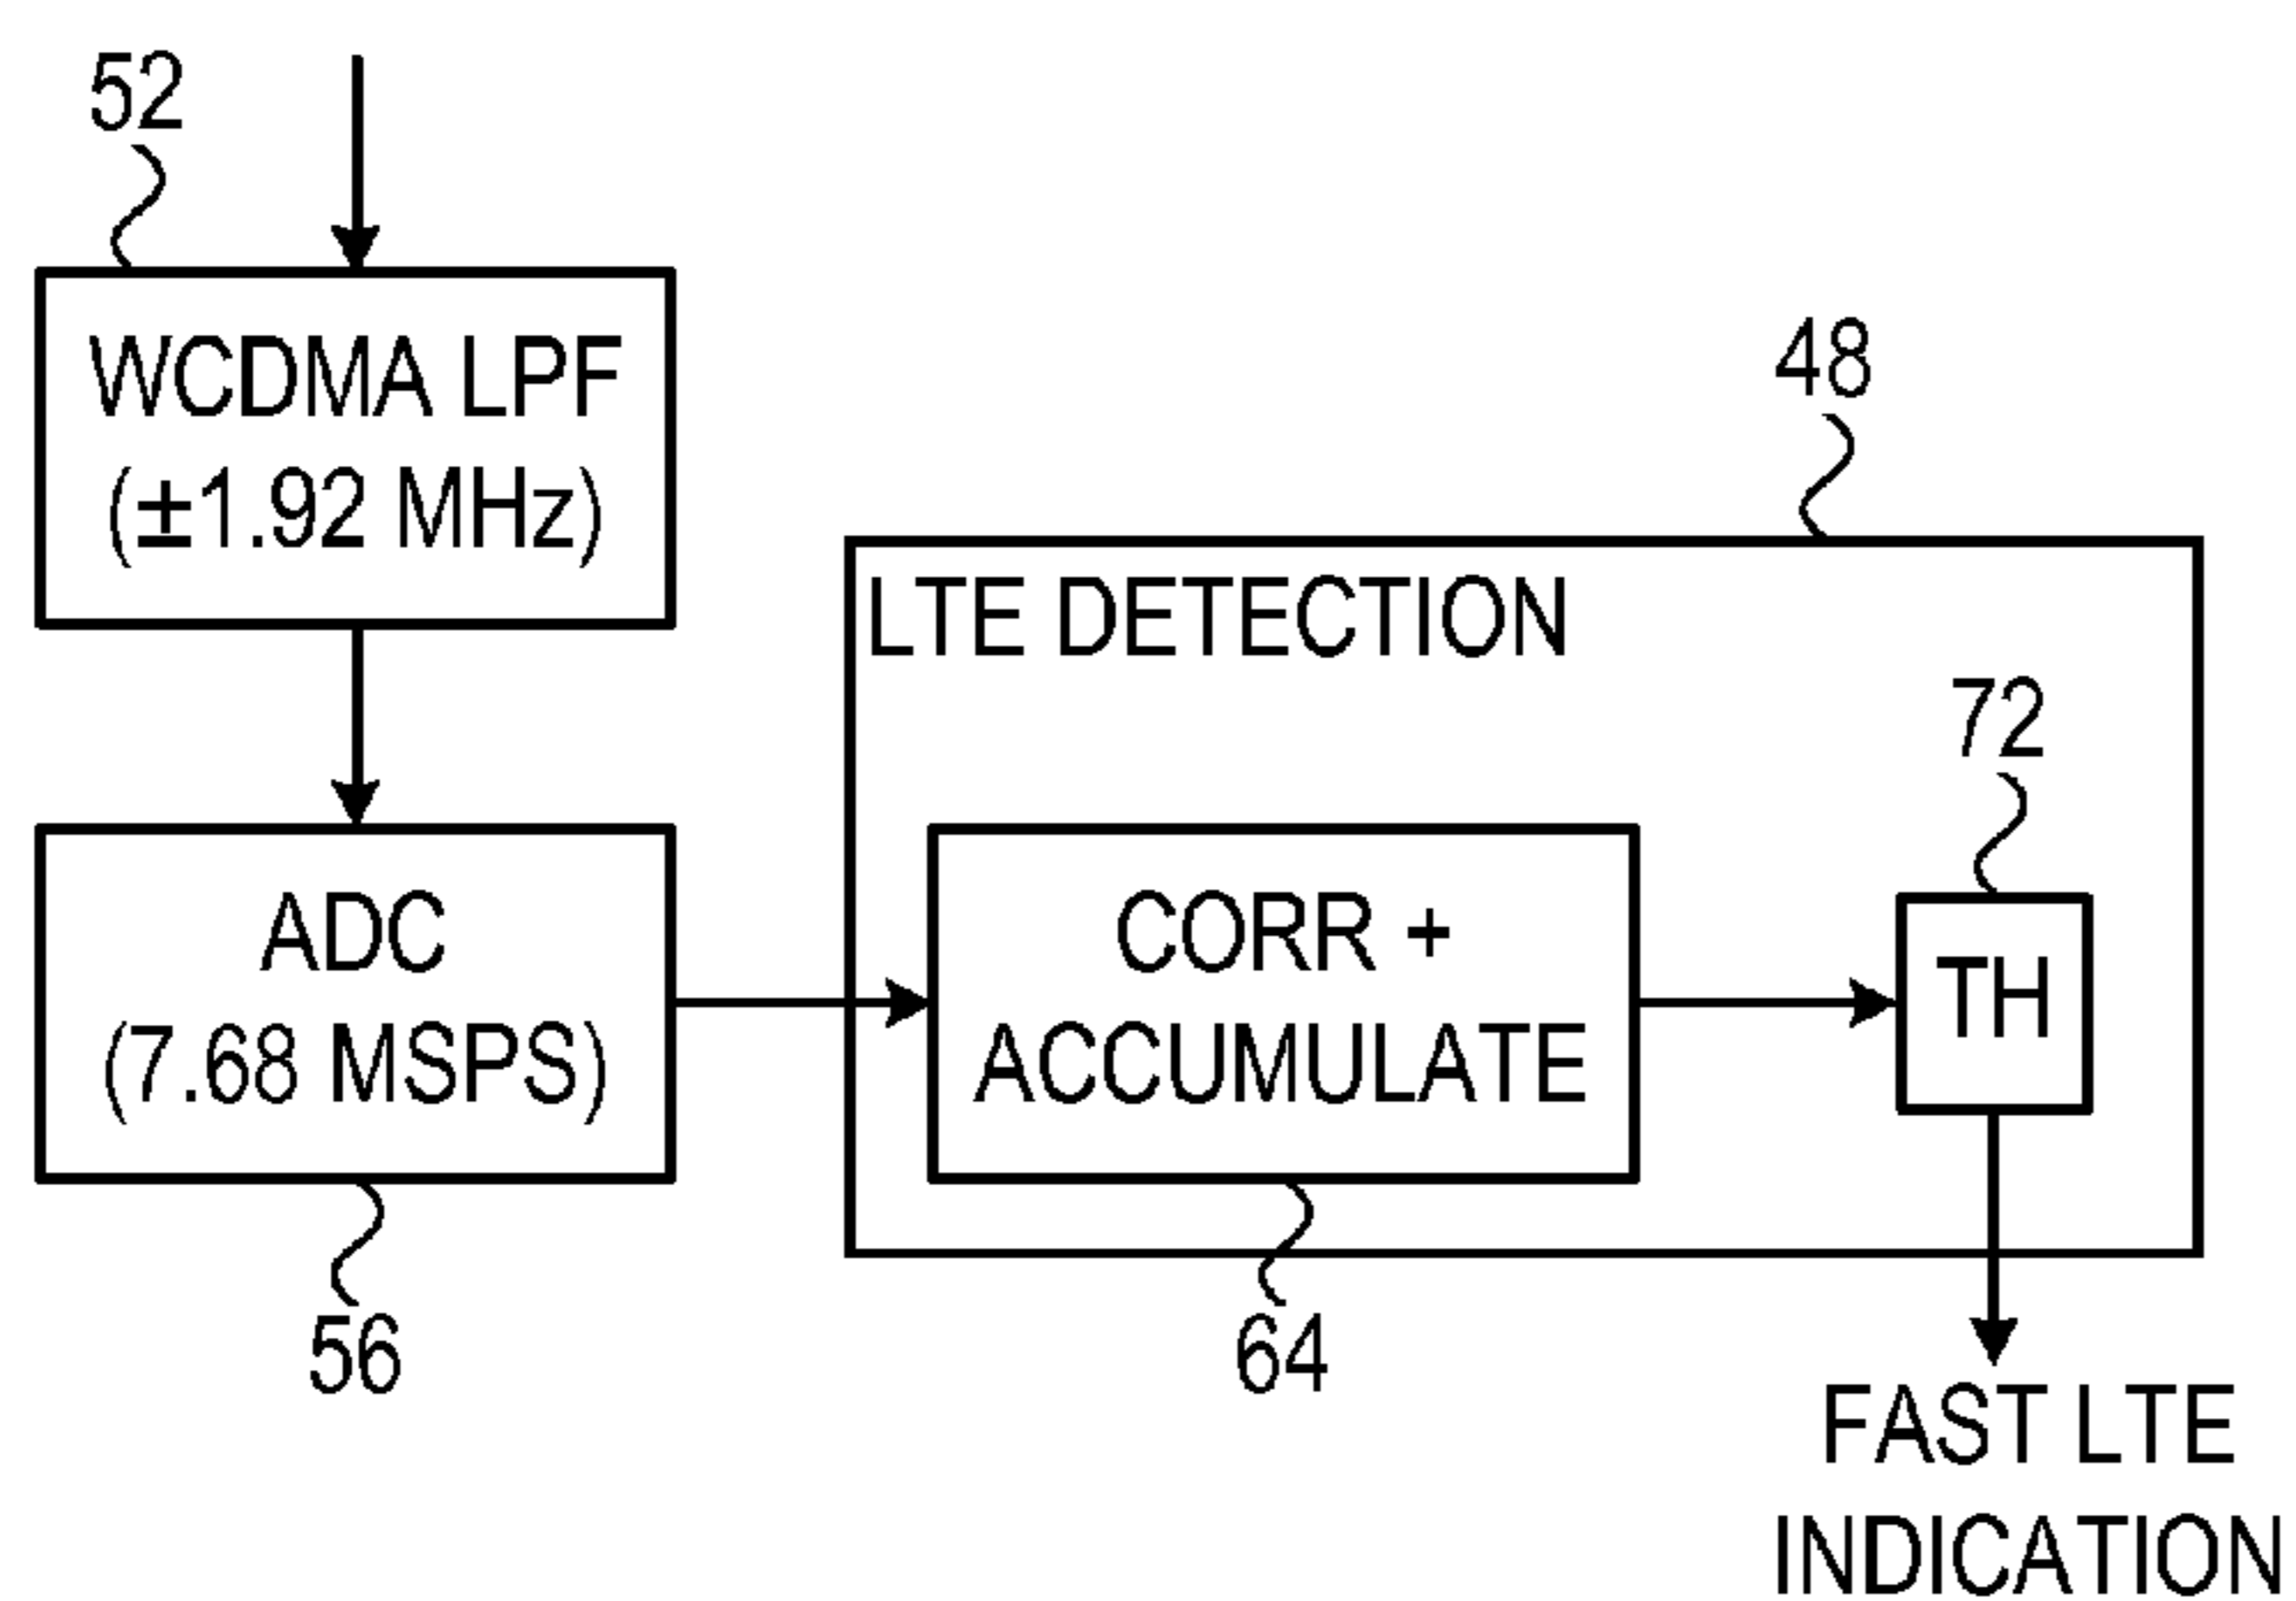 52
WCDMA LPF
(±1.92 MHz)
48
LTE DETECTION
72
ADC
(7.68 MSPS)
CORR +
ACCUMULATE
TH
56
64
FAST LTE
INDICATION